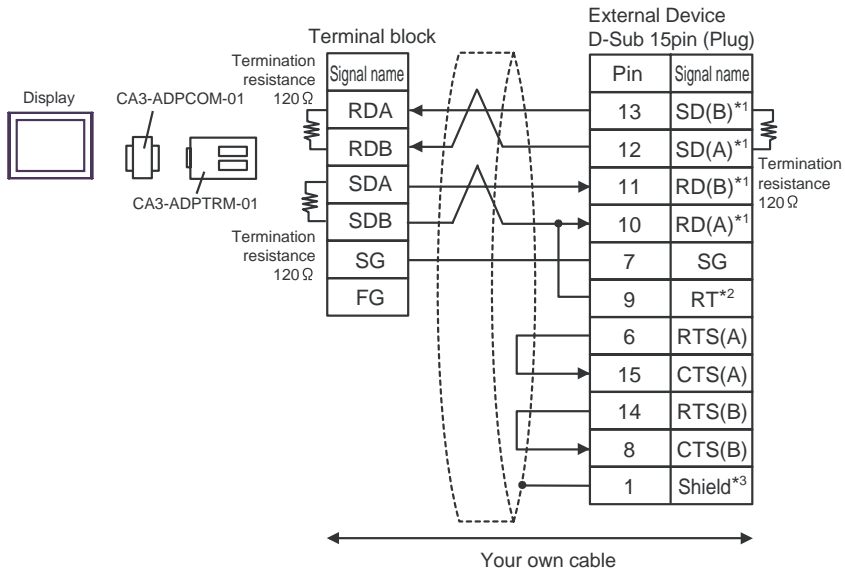 External Device
D-Sub 15pin (Plug)
Terminal block
Termination
resistance
120Ω
Signal name
Pin
Signal name
Display
CA3-ADPCOM-01
RDA
13
SD(B)*1
RDB
12
SD(A)*1
Termination
resistance
120Ω
SDA
11
RD(B)*1
CA3-ADPTRM-01
SDB
10
RD(A)*1
Termination
resistance
120Ω
SG
7
SG
FG
9
RT*2
6
RTS(A)
15
CTS(A)
14
RTS(B)
8
CTS(B)
1
Shield*3
Your own cable